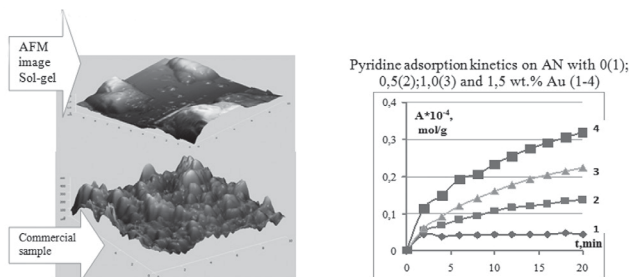 AFM
image
Sol-gel
Commercial
sample
Pyridine adsorption kinetics on AN with 0(1);
0,5(2);1,0(3) and 1,5 wt.% Au (1-4)
0,4
A*10-4,
mol/g
4
0,3
3
0,2
2
0,1
1
t,min
0
0
5
10
15
20